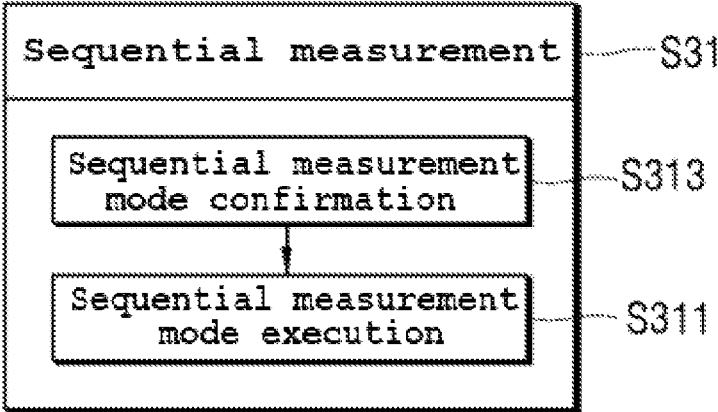 Sequential measurement
S31
Sequential measurement
mode confirmation
S313
Sequential measurement
mode execution
S311